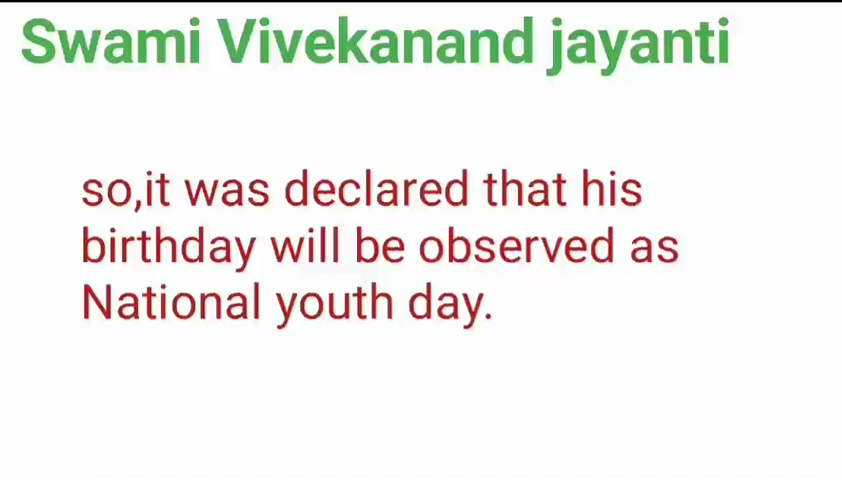 Swami Vivekanand jayanti
so,it was declared that his
birthday will be observed as
National youth day.